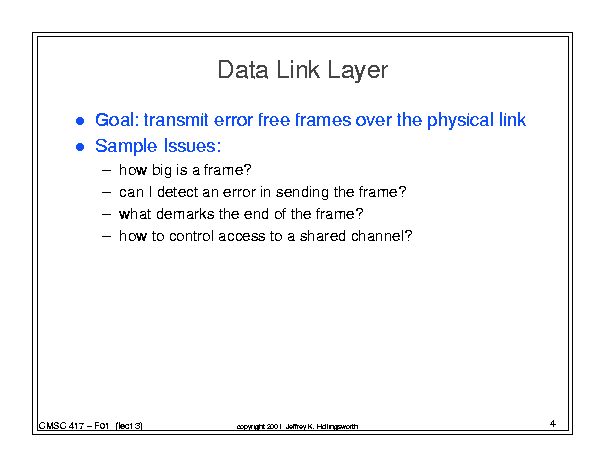 Data Link Layer
● Goal: transmit error free frames over the physical link
● Sample Issues:
– how big is a frame?
– can I detect an error in sending the frame?
– what demarks the end of the frame?
– how to control access to a shared channel?
CMSC 417 – F01 (lect 3)
copyright 2001 Jeffrey K. Hollingsworth
4